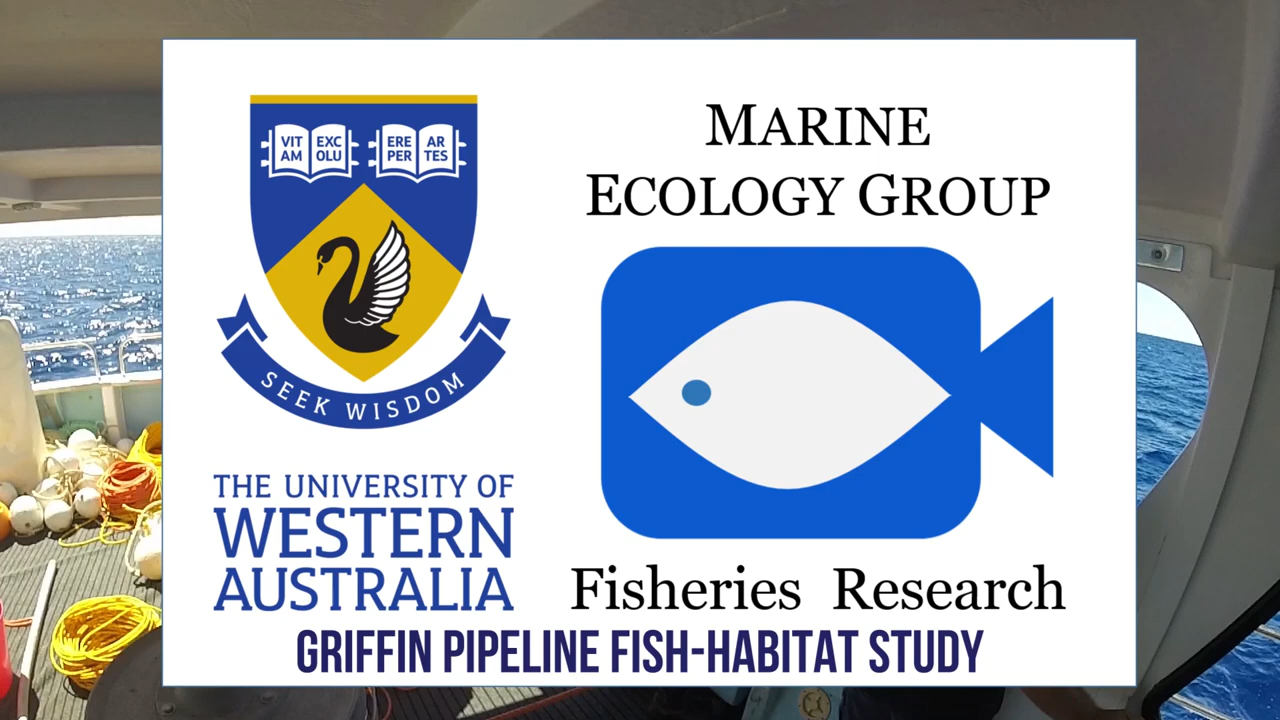 VIT
AM
EXC
OLU
ERE
PER
AR
TES
SEEK WISDOM
THE UNIVERSITY OF
WESTERN
AUSTRALIA
MARINE
ECOLOGY GROUP
Fisheries Research
GRIFFIN PIPELINE FISH-HABITAT STUDY